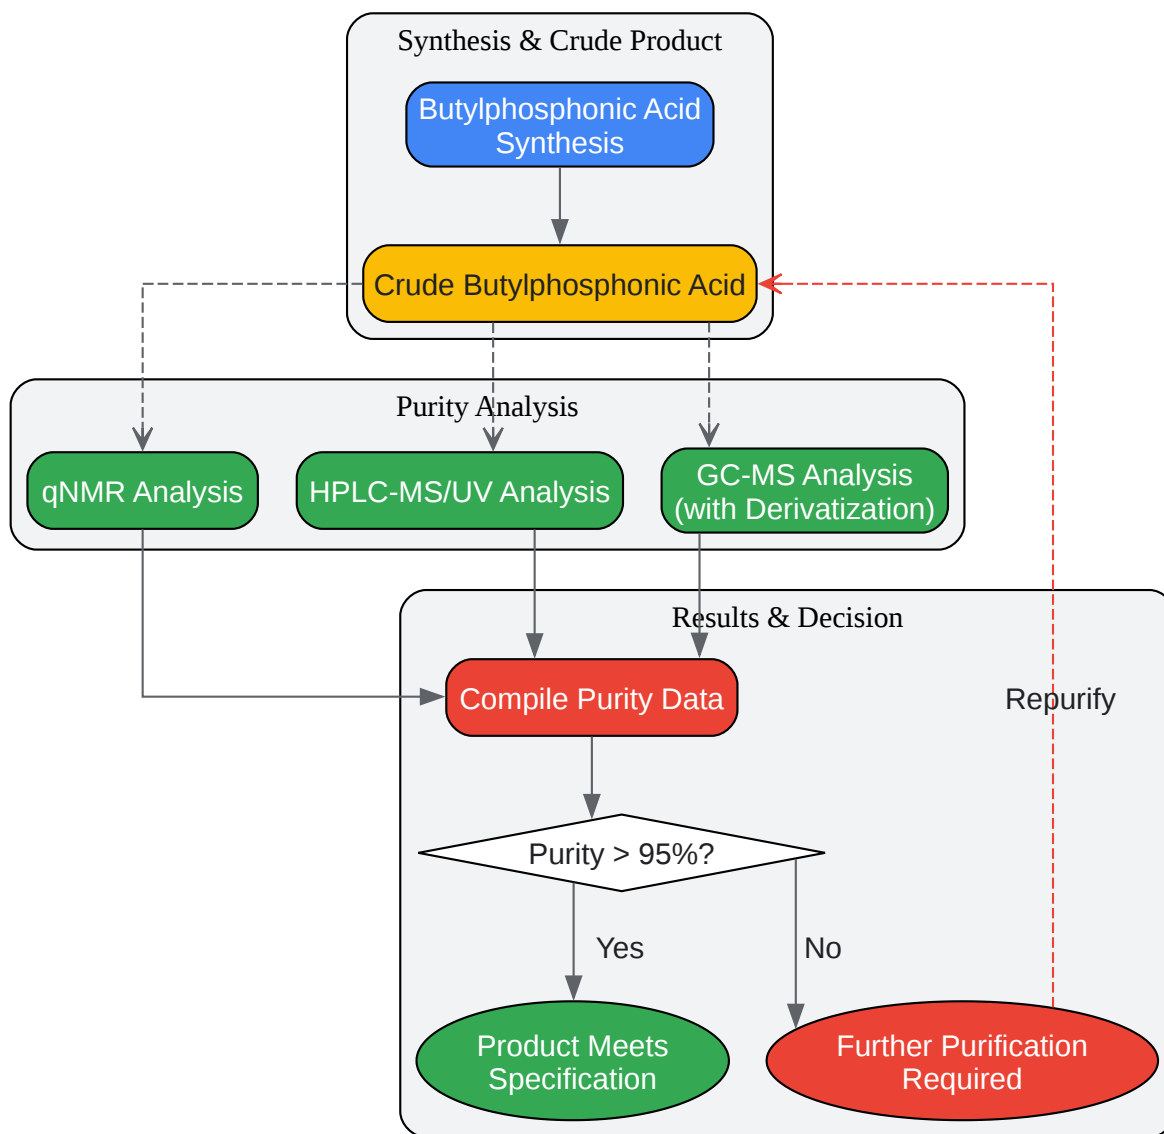 Synthesis & Crude Product
Butylphosphonic Acid
Synthesis
Crude Butylphosphonic Acid
Purity Analysis
qNMR Analysis
HPLC-MS/UV Analysis
GC-MS Analysis
(with Derivatization)
Results & Decision
Compile Purity Data
Repurify
Purity > 95%?
Yes
No
Product Meets
Specification
Further Purification
Required